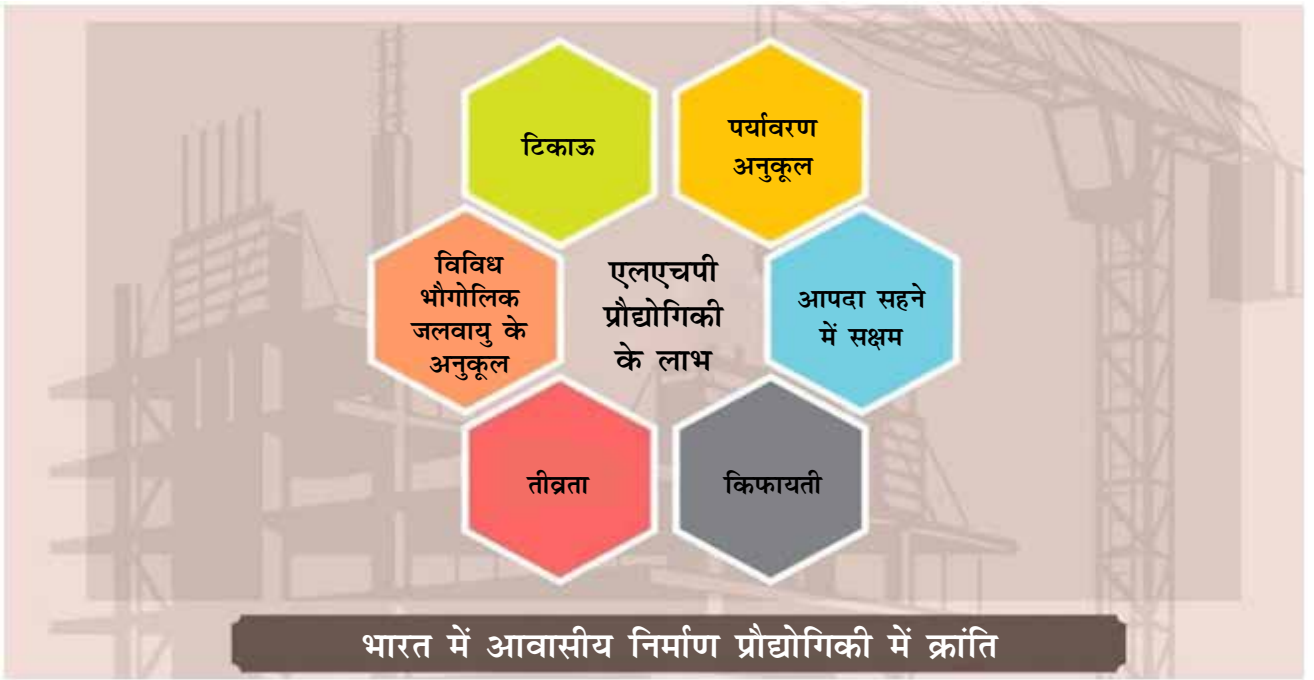 टिकाऊ
पर्यावरण
अनुकूल
विविध
भौगोलिक
जलवायु के
अनुकूल
एलएचपी
प्रौद्योगिकी
के लाभ
आपदा सहने
में सक्षम
तीव्रता
किफायती
भारत में आवासीय निर्माण प्रौद्योगिकी में क्रांति